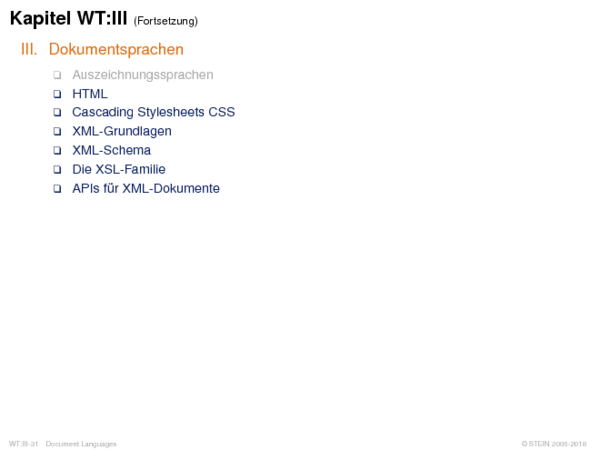 Kapitel WT:III (Fortsetzung)
III. Dokumentsprachen
❑ Auszeichnungssprachen
❑ HTML
❑ Cascading Stylesheets CSS
❑ XML-Grundlagen
❑ XML-Schema
❑ Die XSL-Familie
❑ APIs für XML-Dokumente
WT:III-31 Document Languages © STEIN 2005-2018